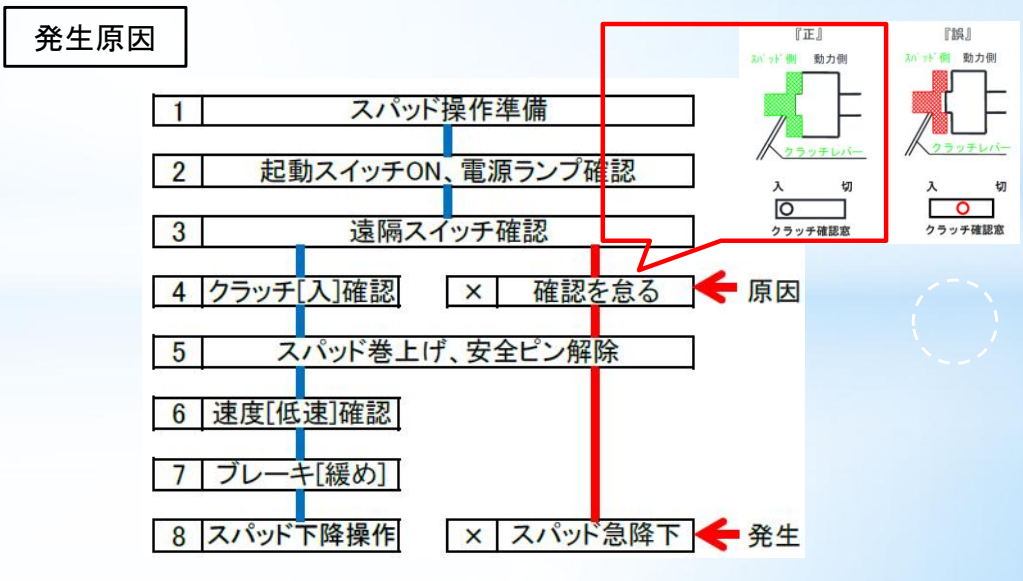 発生原因
『正』
スパッド側 動力側
クラッチレバー
入 切
クラッチ確認窓
『誤』
スパッド側 動力側
クラッチレバー
入 切
クラッチ確認窓
1 スパッド操作準備
2 起動スイッチON、電源ランプ確認
3 遠隔スイッチ確認
4 クラッチ[入]確認 × 確認を怠る 原因
5 スパッド巻上げ、安全ピン解除
6 速度[低速]確認
7 ブレーキ[緩め]
8 スパッド下降操作 × スパッド急降下 発生